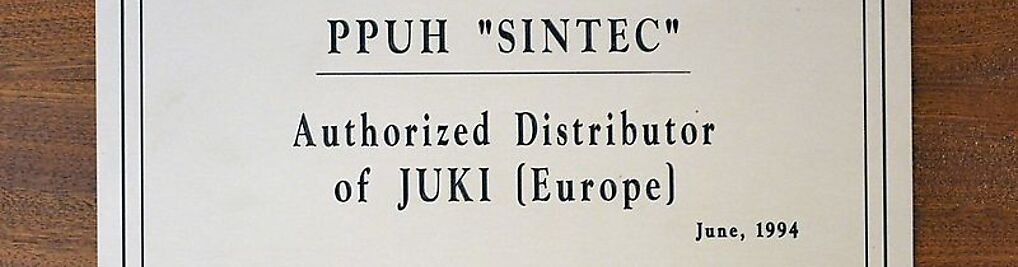 PPUH "SINTEC"
Authorized Distributor
of JUKI (Europe)
June, 1994